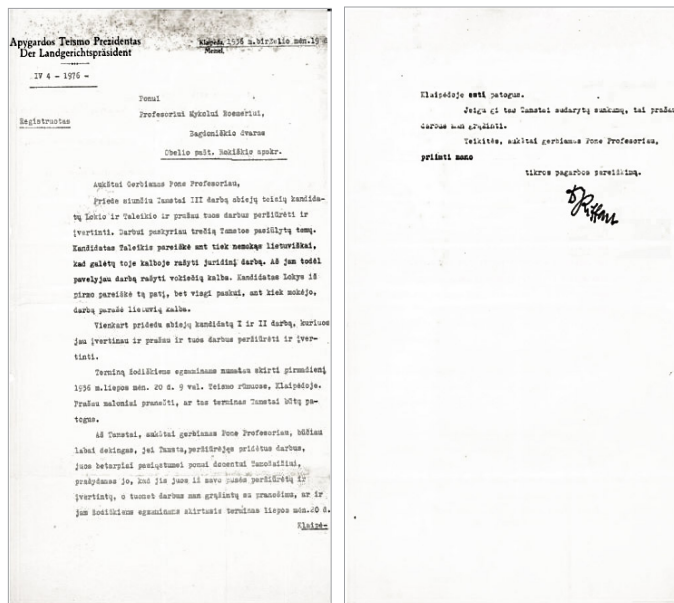 Apygardos Teismo Prezidentas
Der Landgerichtspräsident
Klaipėda, 1936 m.birželio mėn.19 d
Memel,
IV 4 - 1976 -
Ponui
Profesoriui Mykolui Roemeriui,
Registruotas
Bagioniškio dvaras
Obelio pašt. Rokiškio apskr.
Aukštai Gerbiamas Pone Profesoriau,
Priede siunčiu Tamstai III darbą abiejų teisių kandida-
tų Lokio ir Taleikio ir prašau tuos darbus peržiūrėti ir
įvertinti. Darbui paskyriau trečią Tamstos pasiūlytą temą.
Kandidatas Taleikis pareiškė ant tiek nemokąs lietuviškai,
kad galėtų toje kalboje rašyti juridinį darbą. Aš jam todėl
pavelyjau darbą rašyti vokiečių kalba. Kandidatas Lokys iš
pirmo pareiškė tą patį, bet visgi paskui, ant kiek mokėjo,
darbą parašė lietuvių kalba.
Vienkart pridedu abiejų kandidatų I ir II darbą, kuriuos
jau įvertinau ir prašau ir tuos darbus peržiūrėti ir įver-
tinti.
Terminą žodiškiems egzaminams numatau skirti pirmadienį
1936 m.liepos mėn. 20 d. 9 val. Teismo rūmuose, Klaipėdoje.
Prašau maloniai pranešti, ar tas terminas Tamstai būtų pa-
togus.
Aš Tamstai, aukštai gerbiamas Pone Profesoriau, būčiau
labai dėkingas, jei Tamsta,peržiūrėjęs pridėtus darbus,
juos betarpiai pasiųstumei ponui docentui Tamošaičiui,
prašydamas jo, kad jis juos iš savo pusės peržiūrėtų ir
įvertintų, o tuomet darbus man grąžintų su pranešimu, ar ir
jam žodiškiems egzaminams skirtasis terminas liepos mėn.20 d.
Klaipė-
Klaipėdoje esti patogus.
Jeigu gi tas Tamstai sudarytų sunkumų, tai prašau
darbus man grąžinti.
Teikitės, aukštai gerbiamas Pone Profesoriau,
priimti mano
tikros pagarbos pareiškimą.